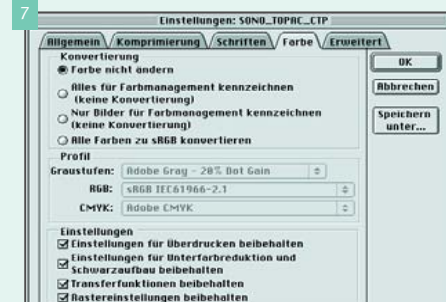 7
Einstellungen: SONO_TOPAC_CTP
Allgemein Komprimierung Schriften Farbe Erweitert
Konvertierung
Farbe nicht ändern
Alles für Farbmanagement kennzeichnen
(keine Konvertierung)
Nur Bilder für Farbmanagement kennzeichnen
(keine Konvertierung)
Alle Farben zu sRGB konvertieren
OK
Abbrechen
Speichern
unter...
Profil
Graustufen: Adobe Gray - 20% Dot Gain
RGB: sRGB IEC61966-2.1
CMYK: Adobe CMYK
Einstellungen
Einstellungen für Überdrucken beibehalten
Einstellungen für Unterfarbreduktion und
Schwarzaufbau beibehalten
Transferfunktionen beibehalten
Rastereinstellungen beibehalten